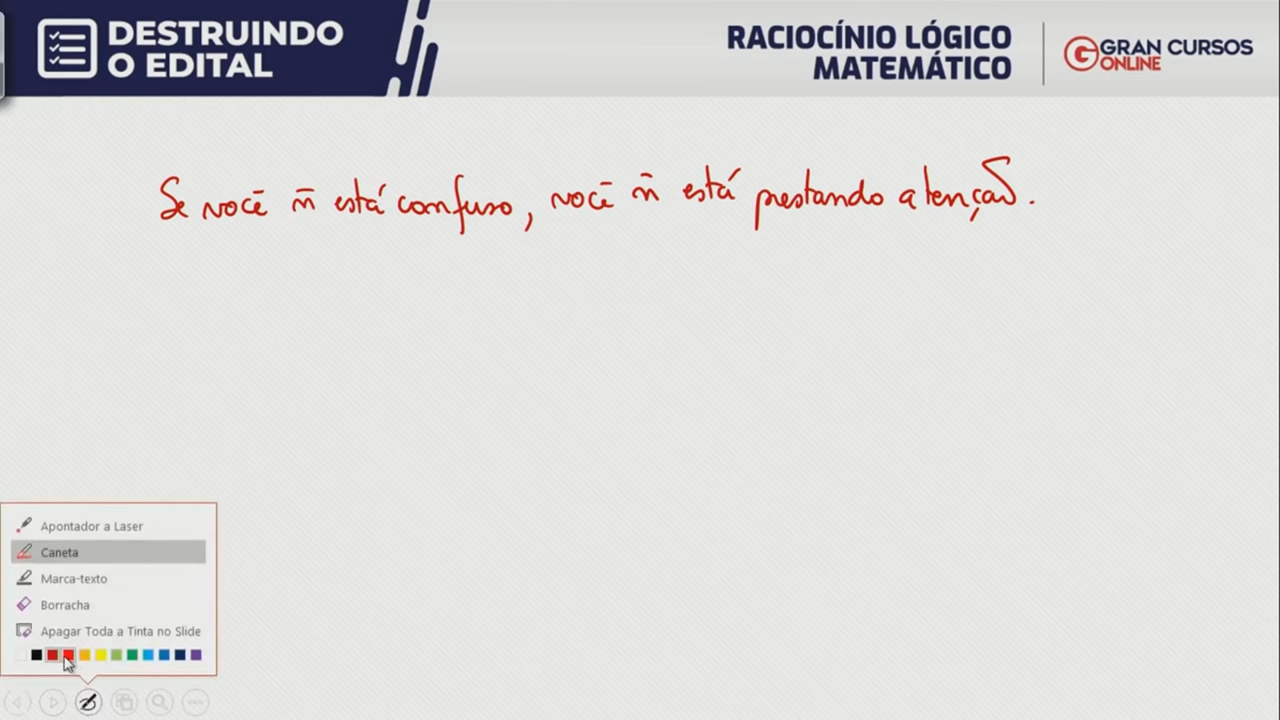 DESTRUINDO
O EDITAL
RACIOCÍNIO LÓGICO
MATEMÁTICO
G GRAN CURSOS
ONLINE
Se você ñ está confuso, você ñ está prestando atenção.
Apontador a Laser
Caneta
Marca-texto
Borracha
Apagar Toda a Tinta no Slide